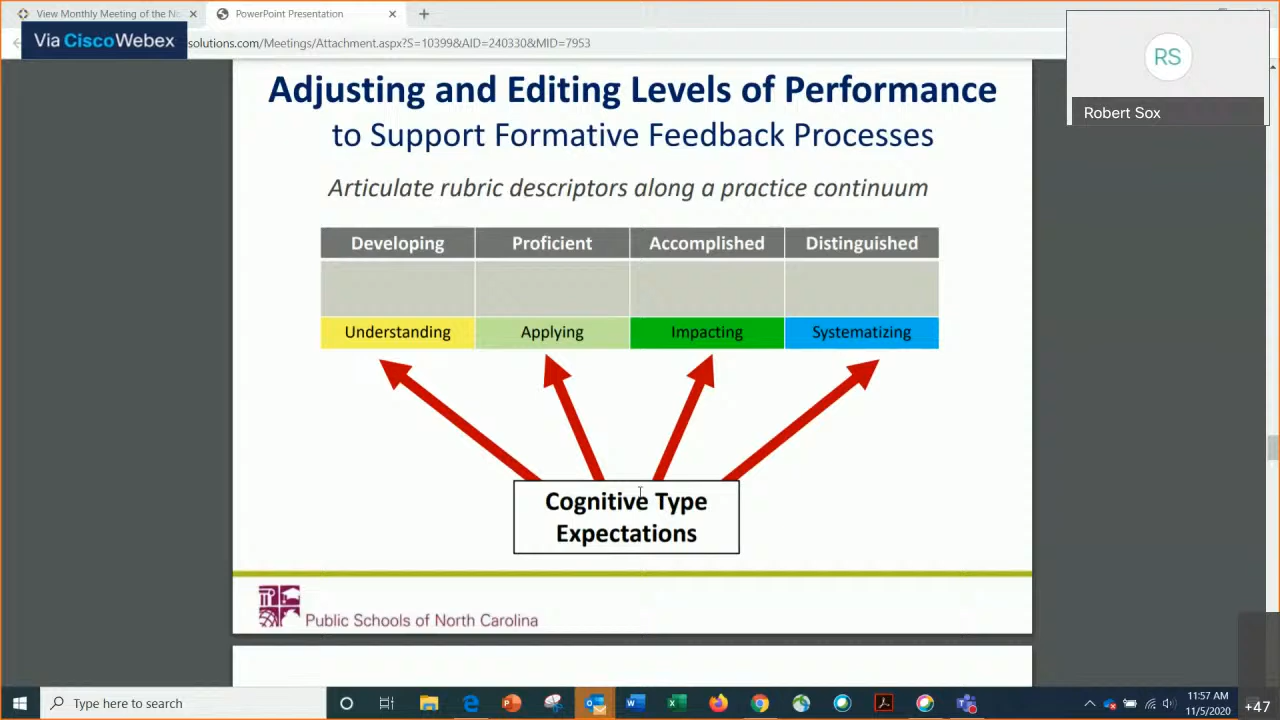 View Monthly Meeting of the No
PowerPoint Presentation
Via CiscoWebex
solutions.com/Meetings/Attachment.aspx?S=10399&AID=240330&MID=7953
RS
Robert Sox
Adjusting and Editing Levels of Performance
to Support Formative Feedback Processes
Articulate rubric descriptors along a practice continuum
Developing Proficient Accomplished Distinguished
Understanding Applying Impacting Systematizing
Cognitive Type
Expectations
Public Schools of North Carolina
Type here to search
11:57 AM
11/5/2020
+47